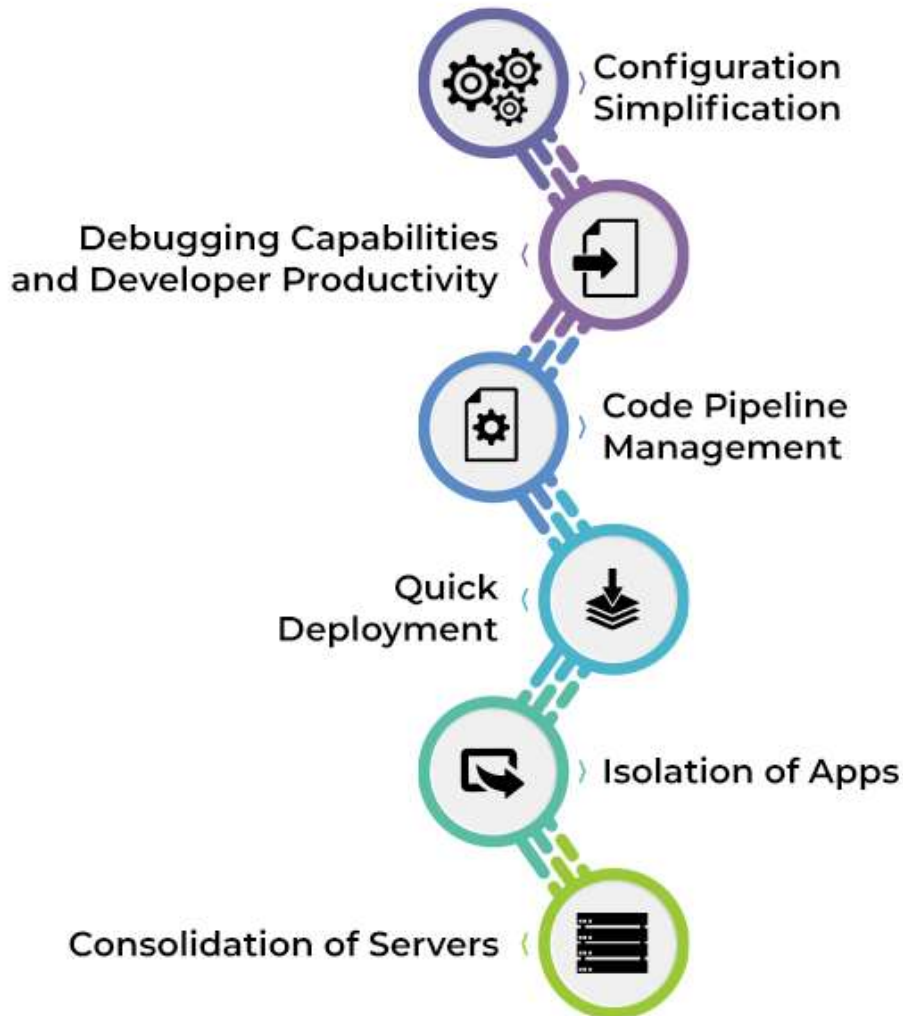 Configuration
Simplification
Debugging Capabilities
and Developer Productivity
Code Pipeline
Management
Quick
Deployment
Isolation of Apps
Consolidation of Servers